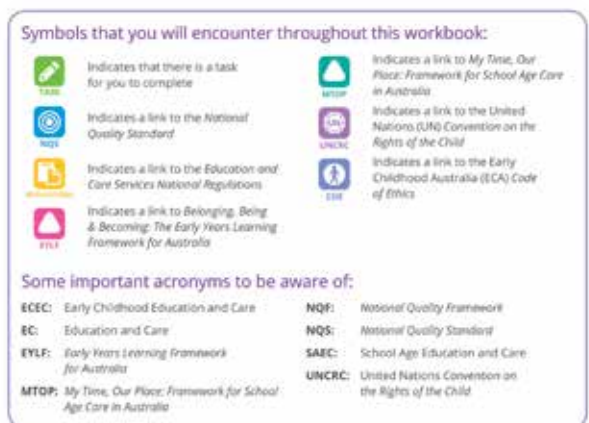 Symbols that you will encounter throughout this workbook:
Indicates that there is a task
for you to complete
TASK
Indicates a link to the National
Quality Standard
NQS
Indicates a link to the Education and
Care Services National Regulations
Indicates a link to Belonging, Being
& Becoming: The Early Years Learning
Framework for Australia
EYLF
Indicates a link to My Time, Our
Place: Framework for School Age Care
in Australia
MTOP
Indicates a link to the United
Nations (UN) Convention on the
Rights of the Child
UN
UNCRC
Indicates a link to the Early
Childhood Australia (ECA) Code
of Ethics
COE
Some important acronyms to be aware of:
ECEC: Early Childhood Education and Care
EC: Education and Care
EYLF: Early Years Learning Framework
for Australia
MTOP: My Time, Our Place: Framework for School
Age Care in Australia
NQF: National Quality Framework
NQS: National Quality Standard
SAEC: School Age Education and Care
UNCRC: United Nations Convention on
the Rights of the Child